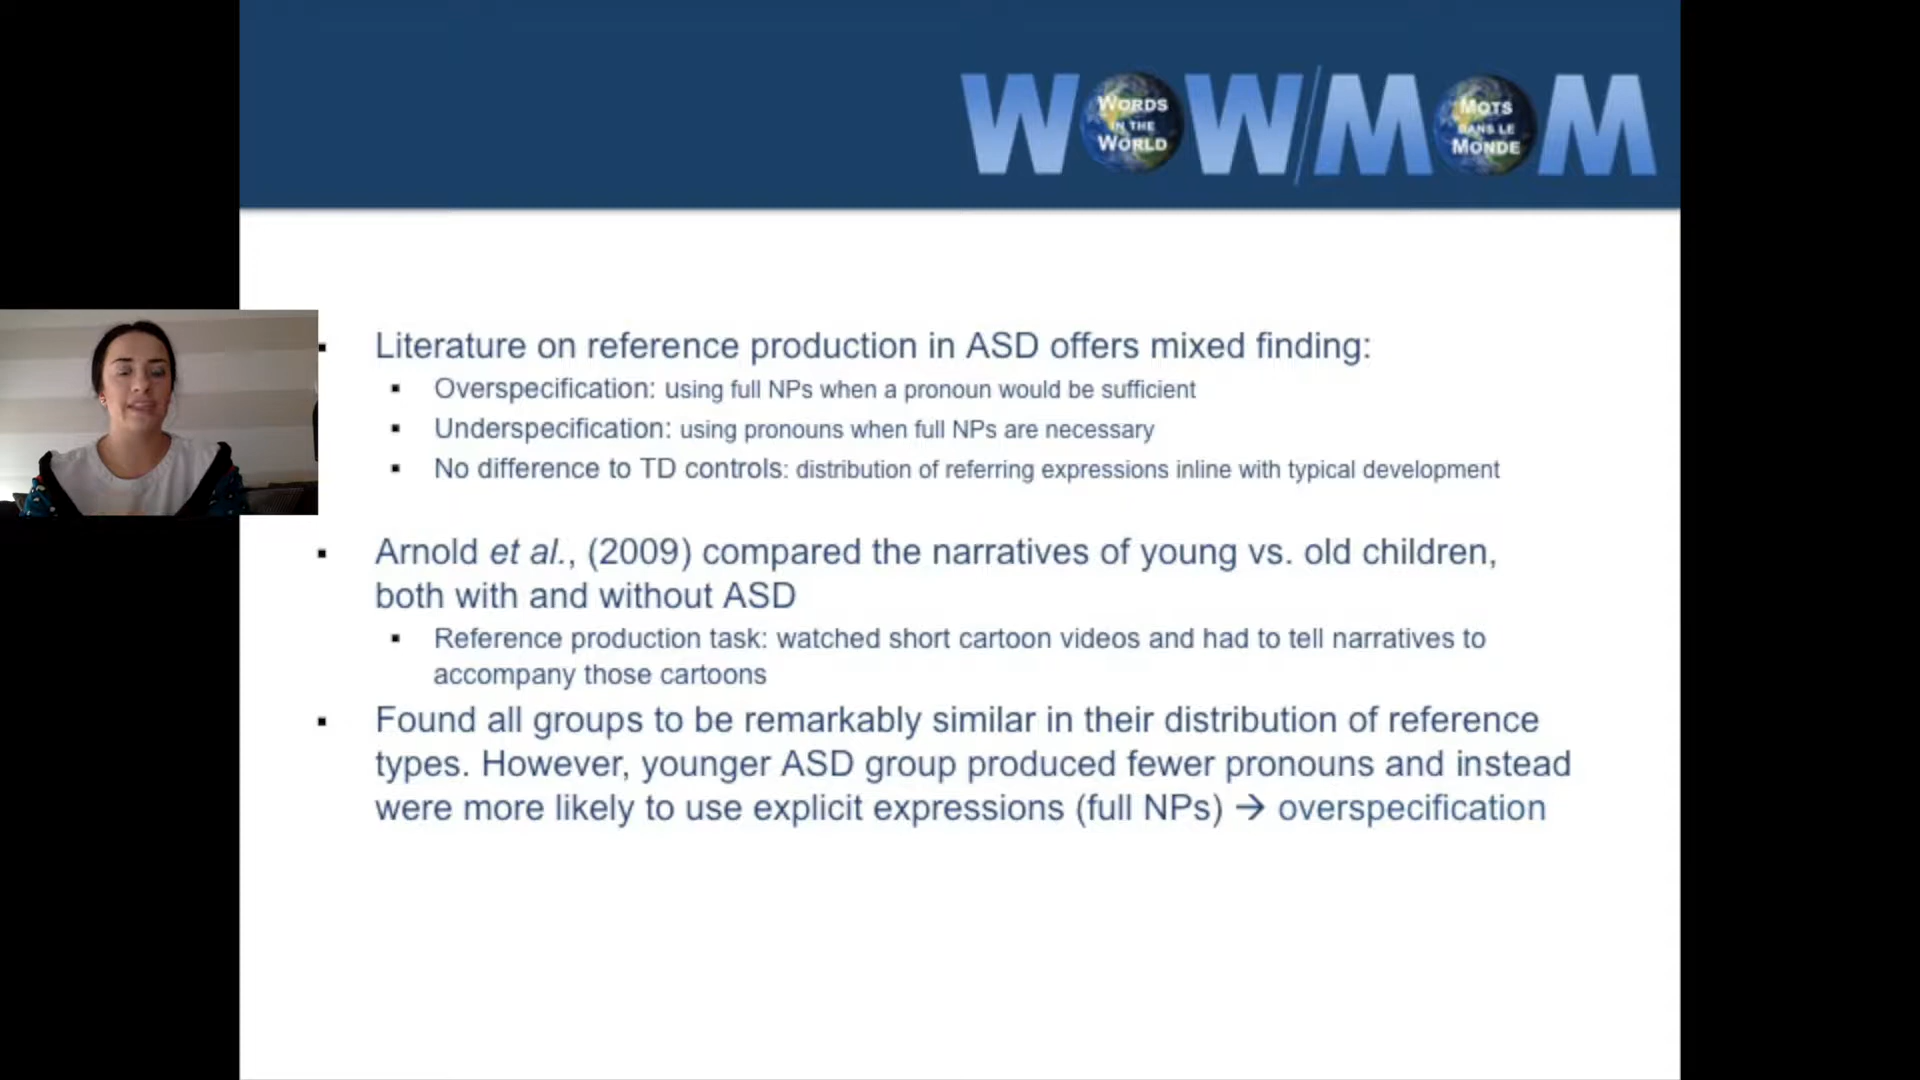 WOW/MOM
WORDS
IN THE
WORLD
MOTS
DANS LE
MONDE
Literature on reference production in ASD offers mixed finding:
Overspecification: using full NPs when a pronoun would be sufficient
Underspecification: using pronouns when full NPs are necessary
No difference to TD controls: distribution of referring expressions inline with typical development
Arnold et al., (2009) compared the narratives of young vs. old children,
both with and without ASD
Reference production task: watched short cartoon videos and had to tell narratives to
accompany those cartoons
Found all groups to be remarkably similar in their distribution of reference
types. However, younger ASD group produced fewer pronouns and instead
were more likely to use explicit expressions (full NPs) → overspecification